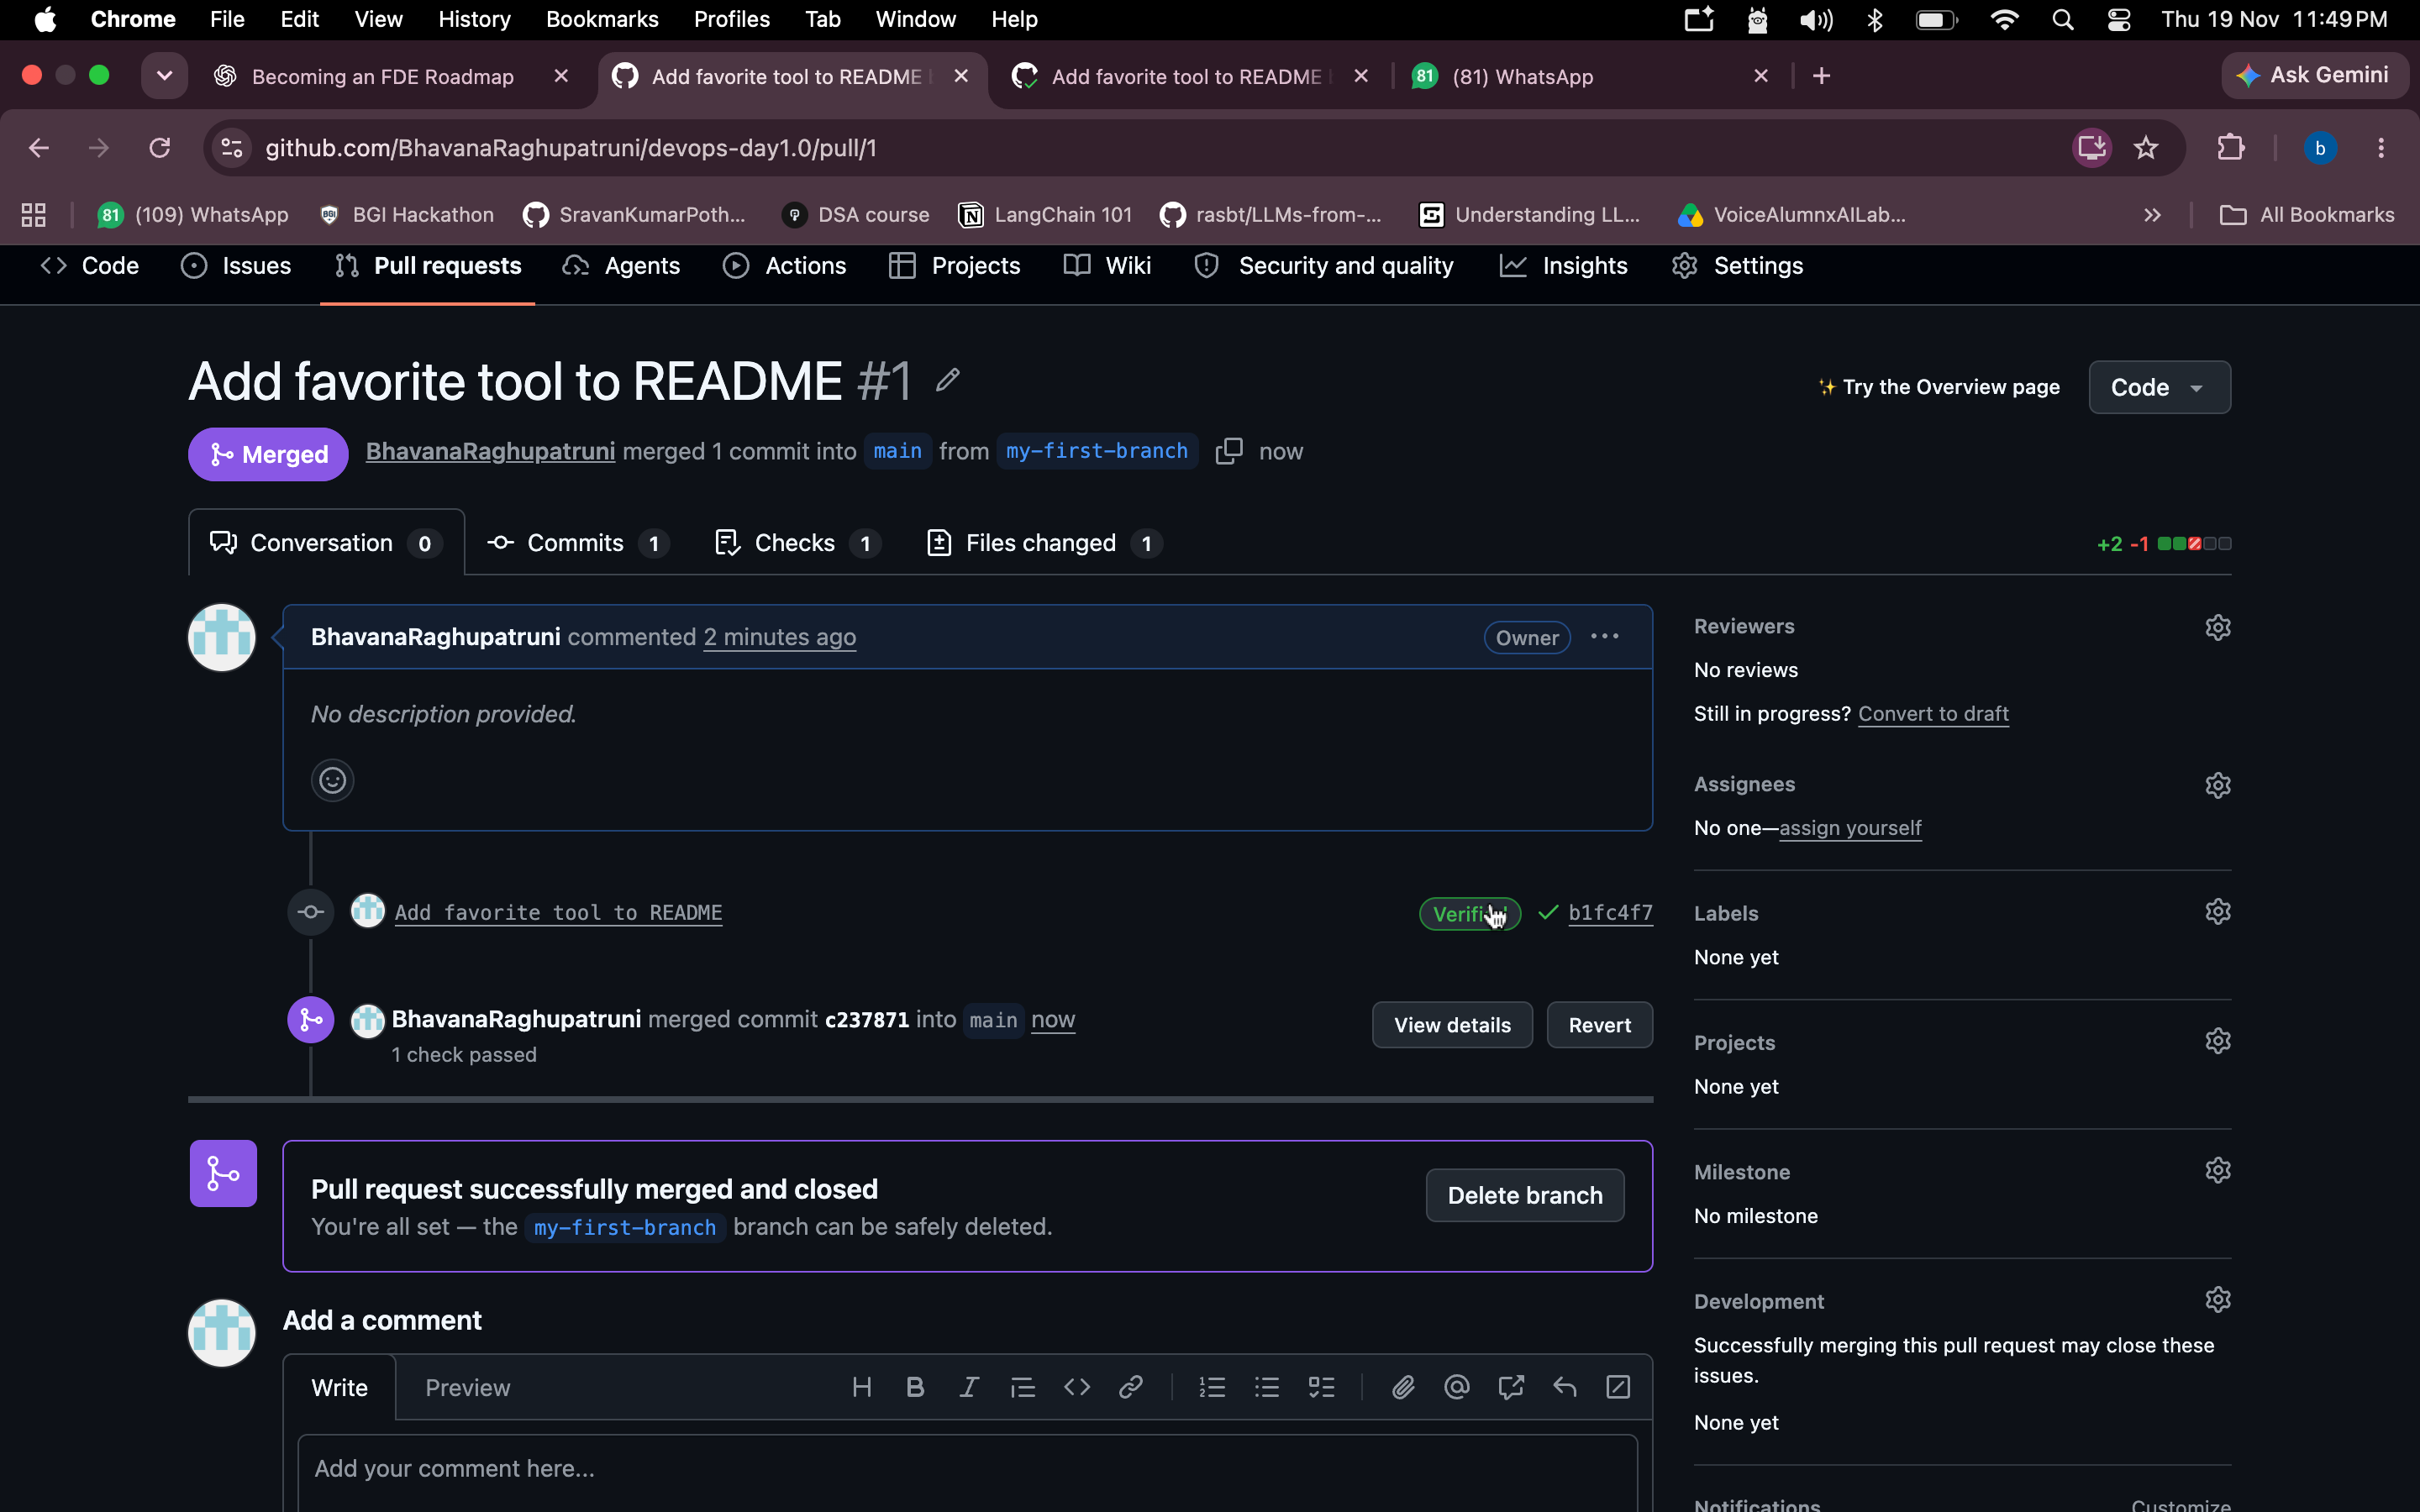 Chrome File Edit View History Bookmarks Profiles Tab Window Help Thu 19 Nov 11:49 PM
Becoming an FDE Roadmap Add favorite tool to README Add favorite tool to README 81 (81) WhatsApp Ask Gemini
github.com/BhavanaRaghupatruni/devops-day1.0/pull/1 b
81 (109) WhatsApp BGI BGI Hackathon SravanKumarPoth... DSA course LangChain 101 rasbt/LLMs-from-... Understanding LL... VoiceAlumnxAILab... All Bookmarks
Code Issues Pull requests Agents Actions Projects Wiki Security and quality Insights Settings
Add favorite tool to README #1
Try the Overview page Code
Merged BhavanaRaghupatruni merged 1 commit into main from my-first-branch now
Conversation 0 Commits 1 Checks 1 Files changed 1 +2 -1
BhavanaRaghupatruni commented 2 minutes ago Owner
No description provided.
Add favorite tool to README b1fc4f7
BhavanaRaghupatruni merged commit c237871 into main now View details Revert
1 check passed
Pull request successfully merged and closed
You're all set — the my-first-branch branch can be safely deleted.
Delete branch
Add a comment
Write Preview
Add your comment here...
Reviewers
No reviews
Still in progress? Convert to draft
Assignees
No one—assign yourself
Labels
None yet
Projects
None yet
Milestone
No milestone
Development
Successfully merging this pull request may close these
issues.
None yet
Notifications Customize